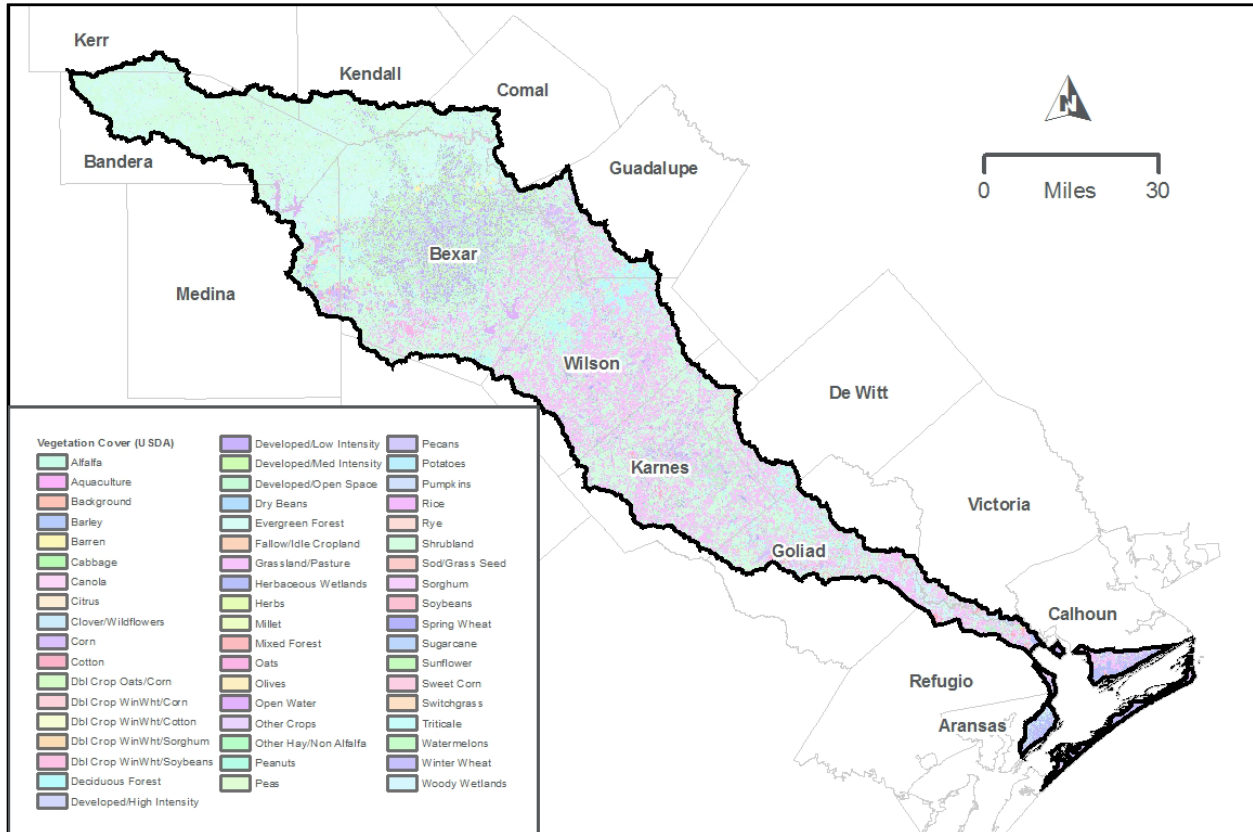 Kerr
Kendall
Comal
Bandera
Guadalupe
N
0 Miles 30
Bexar
Medina
Wilson
De Witt
Karnes
Victoria
Goliad
Calhoun
Refugio
Aransas
Vegetation Cover (USDA)
Alfalfa
Aquaculture
Background
Barley
Barren
Cabbage
Canola
Citrus
Clover/Wildflowers
Corn
Cotton
Dbl Crop Oats/Corn
Dbl Crop WinWht/Corn
Dbl Crop WinWht/Cotton
Dbl Crop WinWht/Sorghum
Dbl Crop WinWht/Soybeans
Deciduous Forest
Developed/High Intensity
Developed/Low Intensity
Developed/Med Intensity
Developed/Open Space
Dry Beans
Evergreen Forest
Fallow/Idle Cropland
Grassland/Pasture
Herbaceous Wetlands
Herbs
Millet
Mixed Forest
Oats
Olives
Open Water
Other Crops
Other Hay/Non Alfalfa
Peanuts
Peas
Pecans
Potatoes
Pumpkins
Rice
Rye
Shrubland
Sod/Grass Seed
Sorghum
Soybeans
Spring Wheat
Sugarcane
Sunflower
Sweet Corn
Switchgrass
Triticale
Watermelons
Winter Wheat
Woody Wetlands